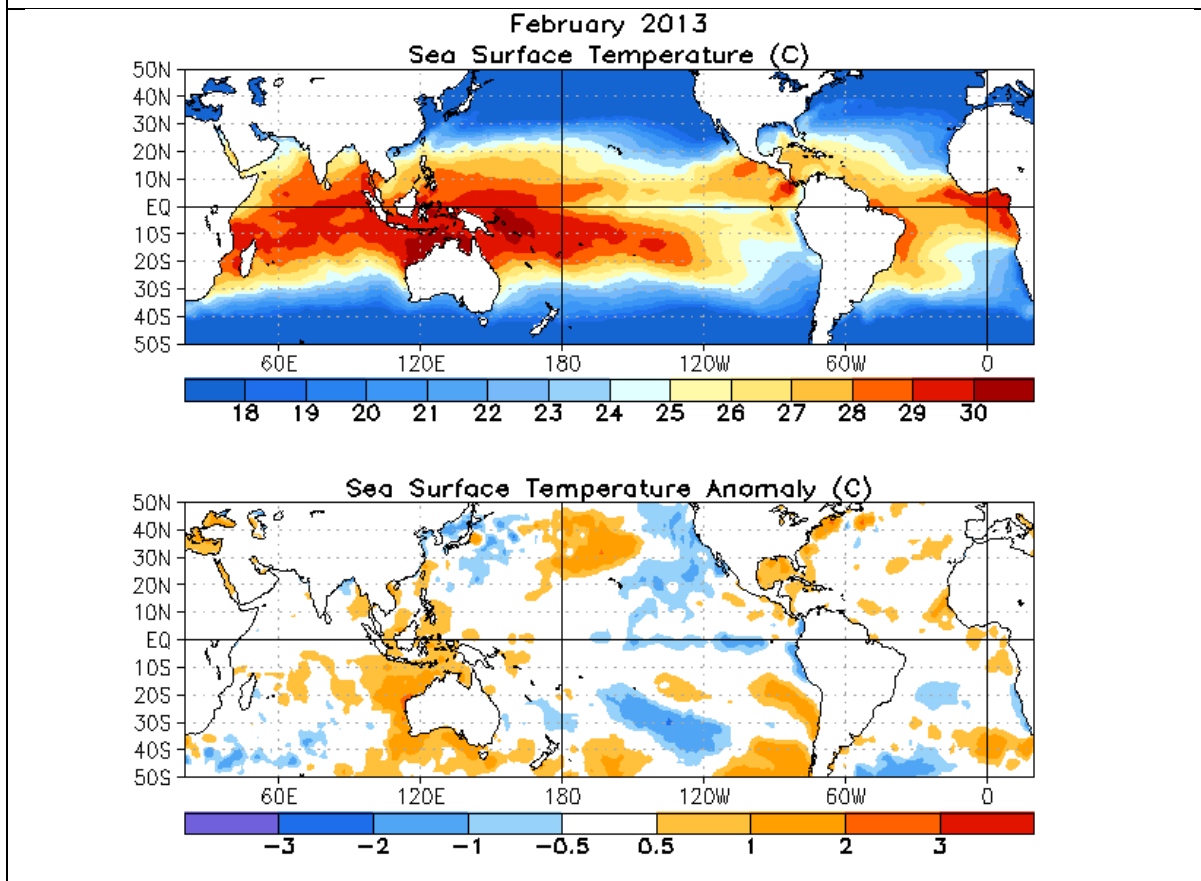 February 2013
Sea Surface Temperature (C)
50N
40N
30N
20N
10N
EQ
10S
20S
30S
40S
50S
60E 120E 180 120W 60W 0
18 19 20 21 22 23 24 25 26 27 28 29 30
Sea Surface Temperature Anomaly (C)
50N
40N
30N
20N
10N
EQ
10S
20S
30S
40S
50S
60E 120E 180 120W 60W 0
-3 -2 -1 -0.5 0.5 1 2 3